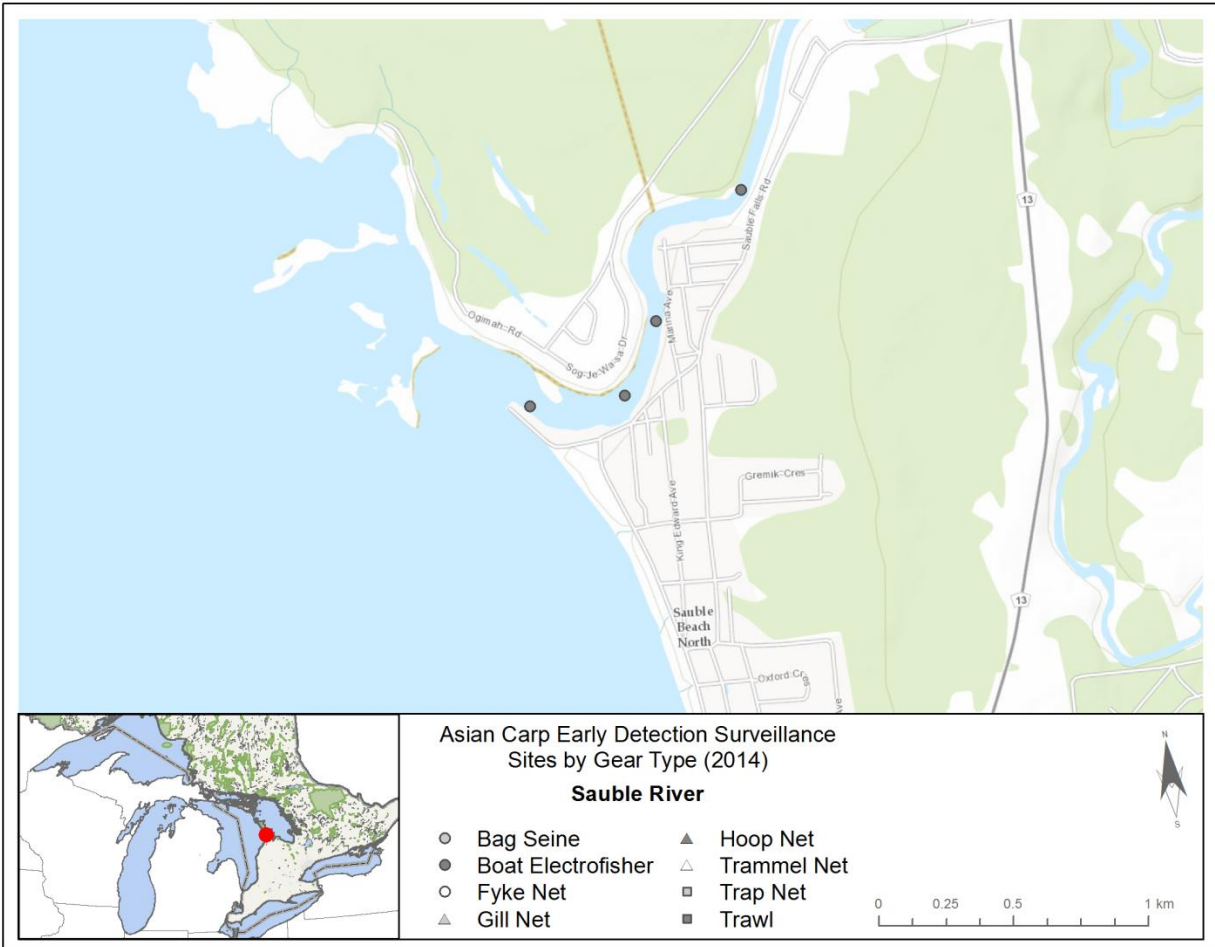 Sauble Falls Rd
13
Marina Ave
Ogimah Rd
Sog-Je-Wa-sa Dr
Gremik Cres
King Edward Ave
13
Sauble
Beach
North
Oxford Cres
Ave
Asian Carp Early Detection Surveillance
Sites by Gear Type (2014)
Sauble River
Bag Seine
Boat Electrofisher
Fyke Net
Gill Net
Hoop Net
Trammel Net
Trap Net
Trawl
N
S
0 0.25 0.5 1 km